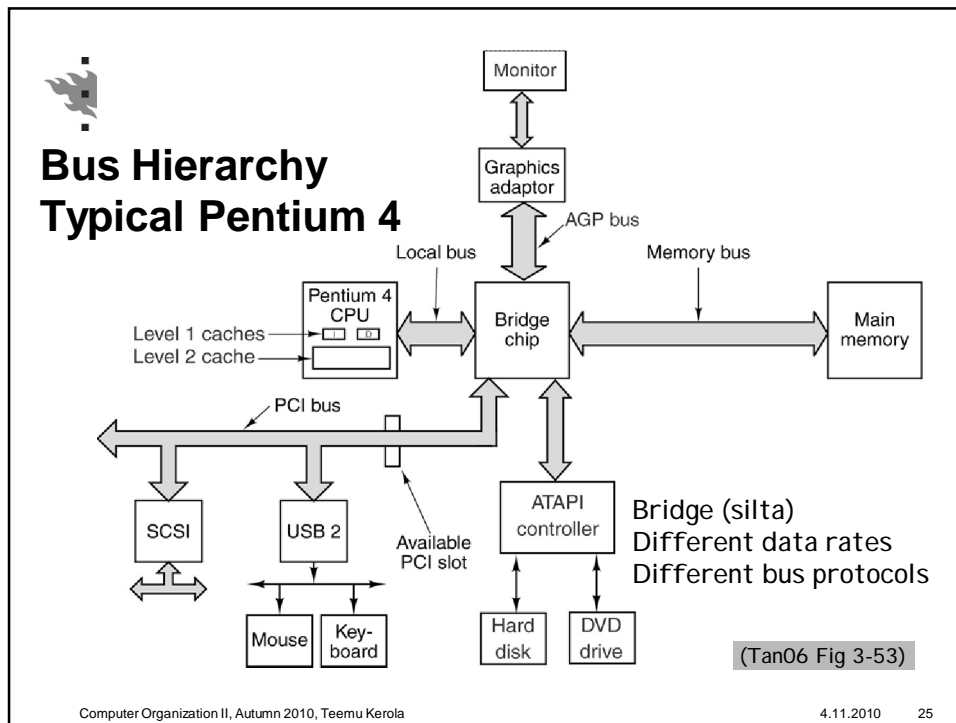 Bus Hierarchy
Typical Pentium 4
Monitor
Graphics
adaptor
AGP bus
Local bus
Memory bus
Pentium 4
CPU
I
D
Level 1 caches
Level 2 cache
Bridge
chip
Main
memory
PCI bus
SCSI
USB 2
Available
PCI slot
ATAPI
controller
Bridge (silta)
Different data rates
Different bus protocols
Mouse
Key-
board
Hard
disk
DVD
drive
(Tan06 Fig 3-53)
Computer Organization II, Autumn 2010, Teemu Kerola
4.11.2010
25